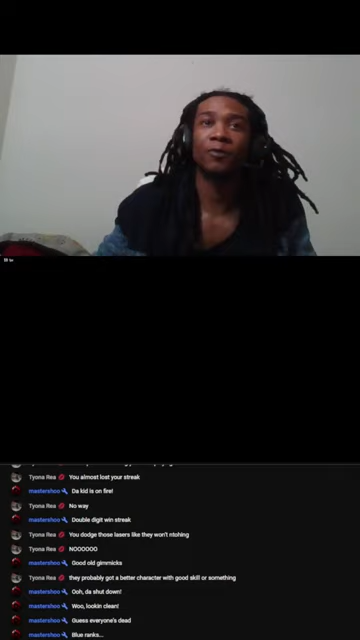 Tyona Rea You almost lost your streak
mastershoo Da kid is on fire!
Tyona Rea No way
mastershoo Double digit win streak
Tyona Rea You dodge those lasers like they won't ntohing
Tyona Rea NOOOOOO
mastershoo Good old gimmicks
Tyona Rea they probably got a better character with good skill or something
mastershoo Ooh, da shut down!
mastershoo Woo, lookin clean!
mastershoo Guess everyone's dead
mastershoo Blue ranks...